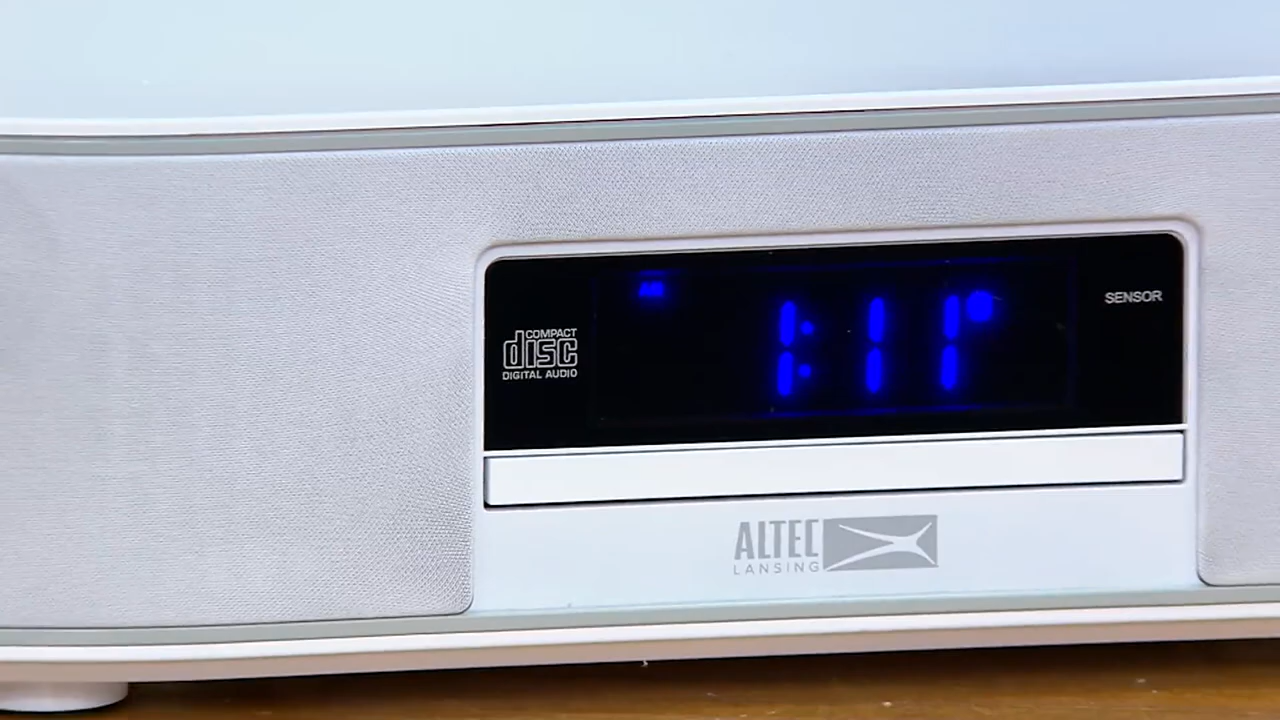 COMPACT
disc
DIGITAL AUDIO
1:11
SENSOR
ALTEC
LANSING